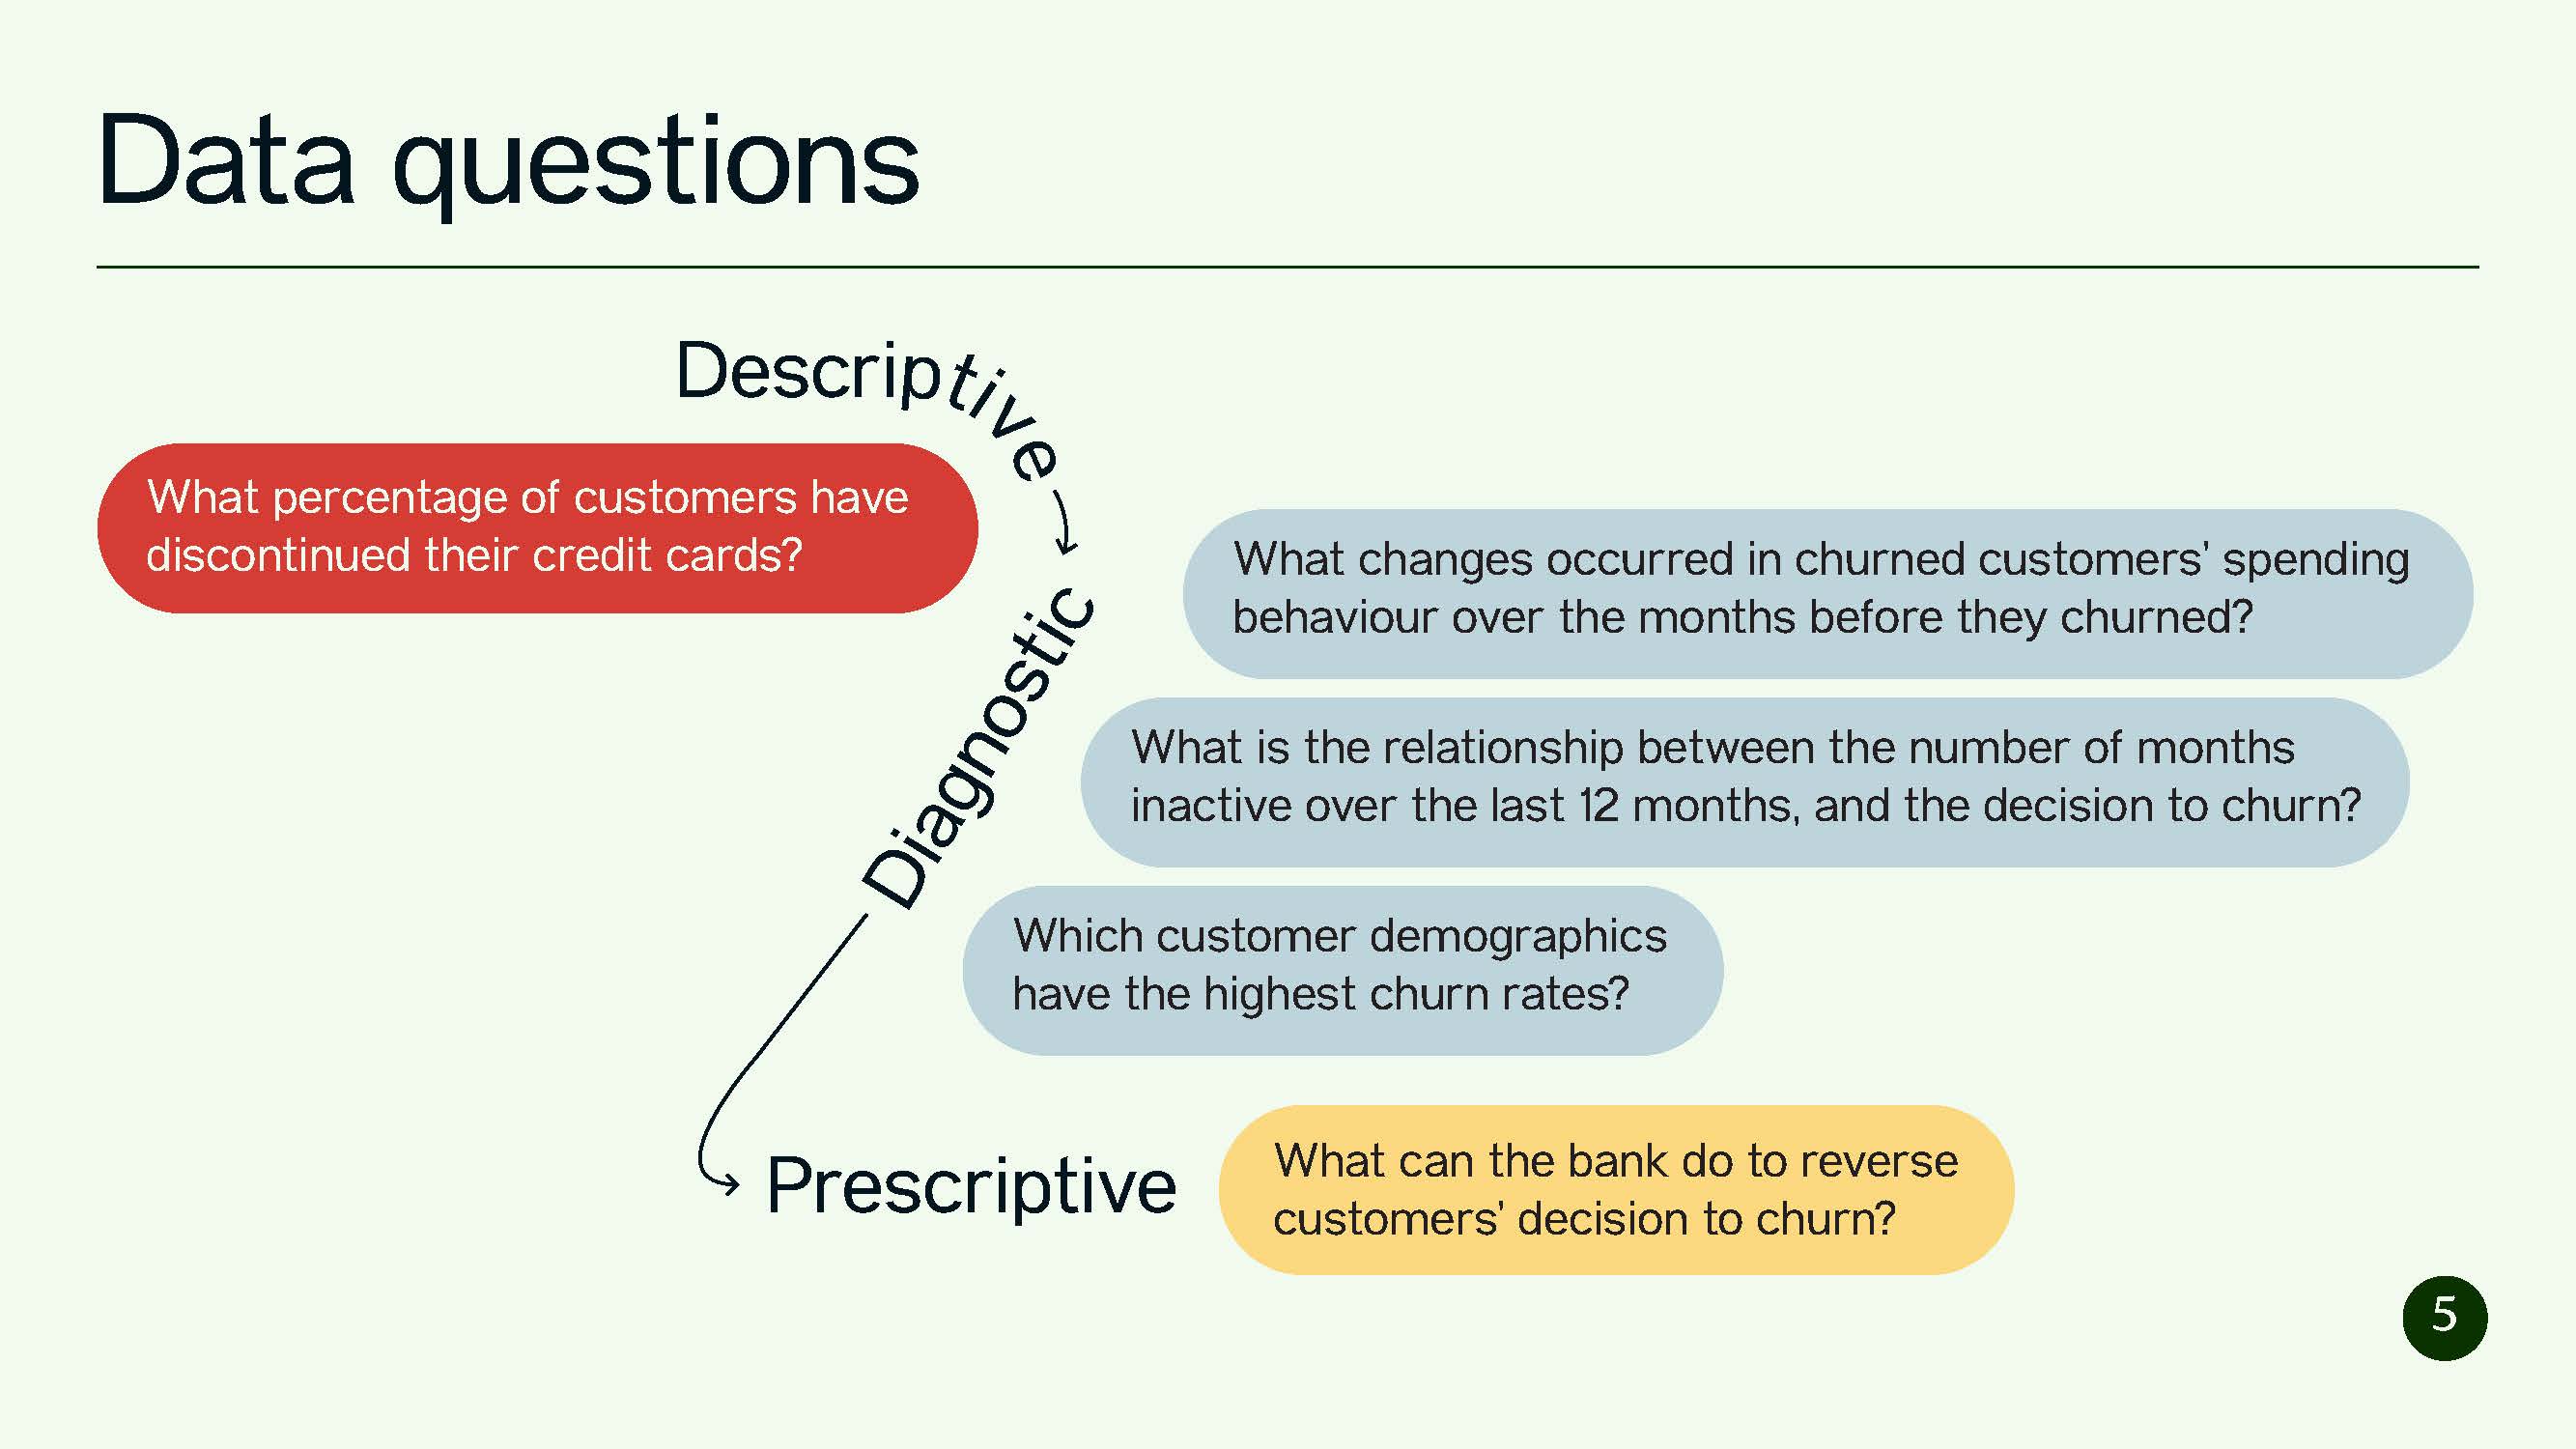 Data questions
Descriptive
What percentage of customers have
discontinued their credit cards?
Diagnostic
What changes occurred in churned customers’ spending
behaviour over the months before they churned?
What is the relationship between the number of months
inactive over the last 12 months, and the decision to churn?
Which customer demographics
have the highest churn rates?
Prescriptive
What can the bank do to reverse
customers’ decision to churn?
5